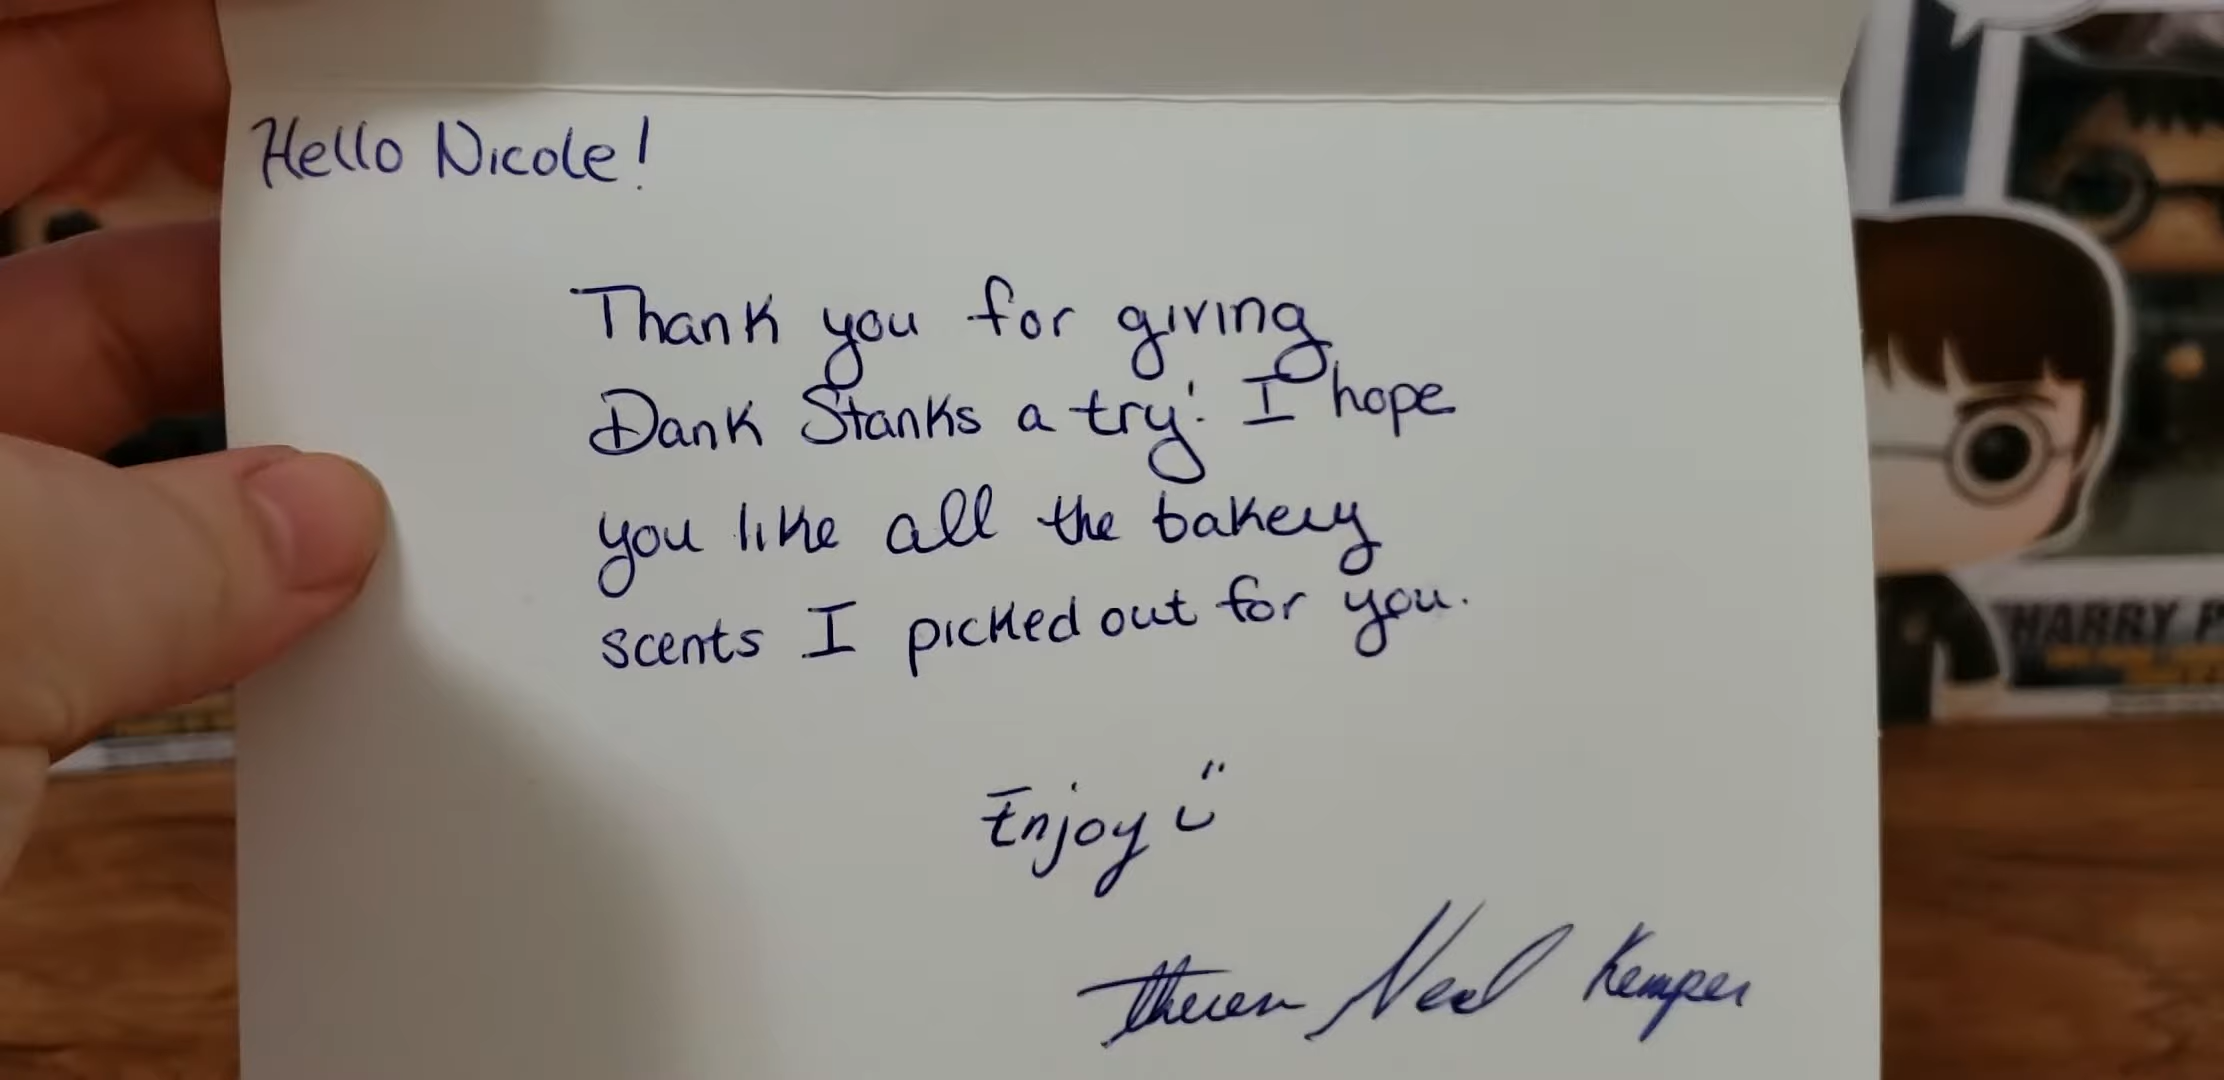 Hello Nicole!
Thank you for giving
Dank Stanks a try! I hope
you like all the bakery
scents I picked out for you.
Enjoy
Neel Kemper
HARRY P